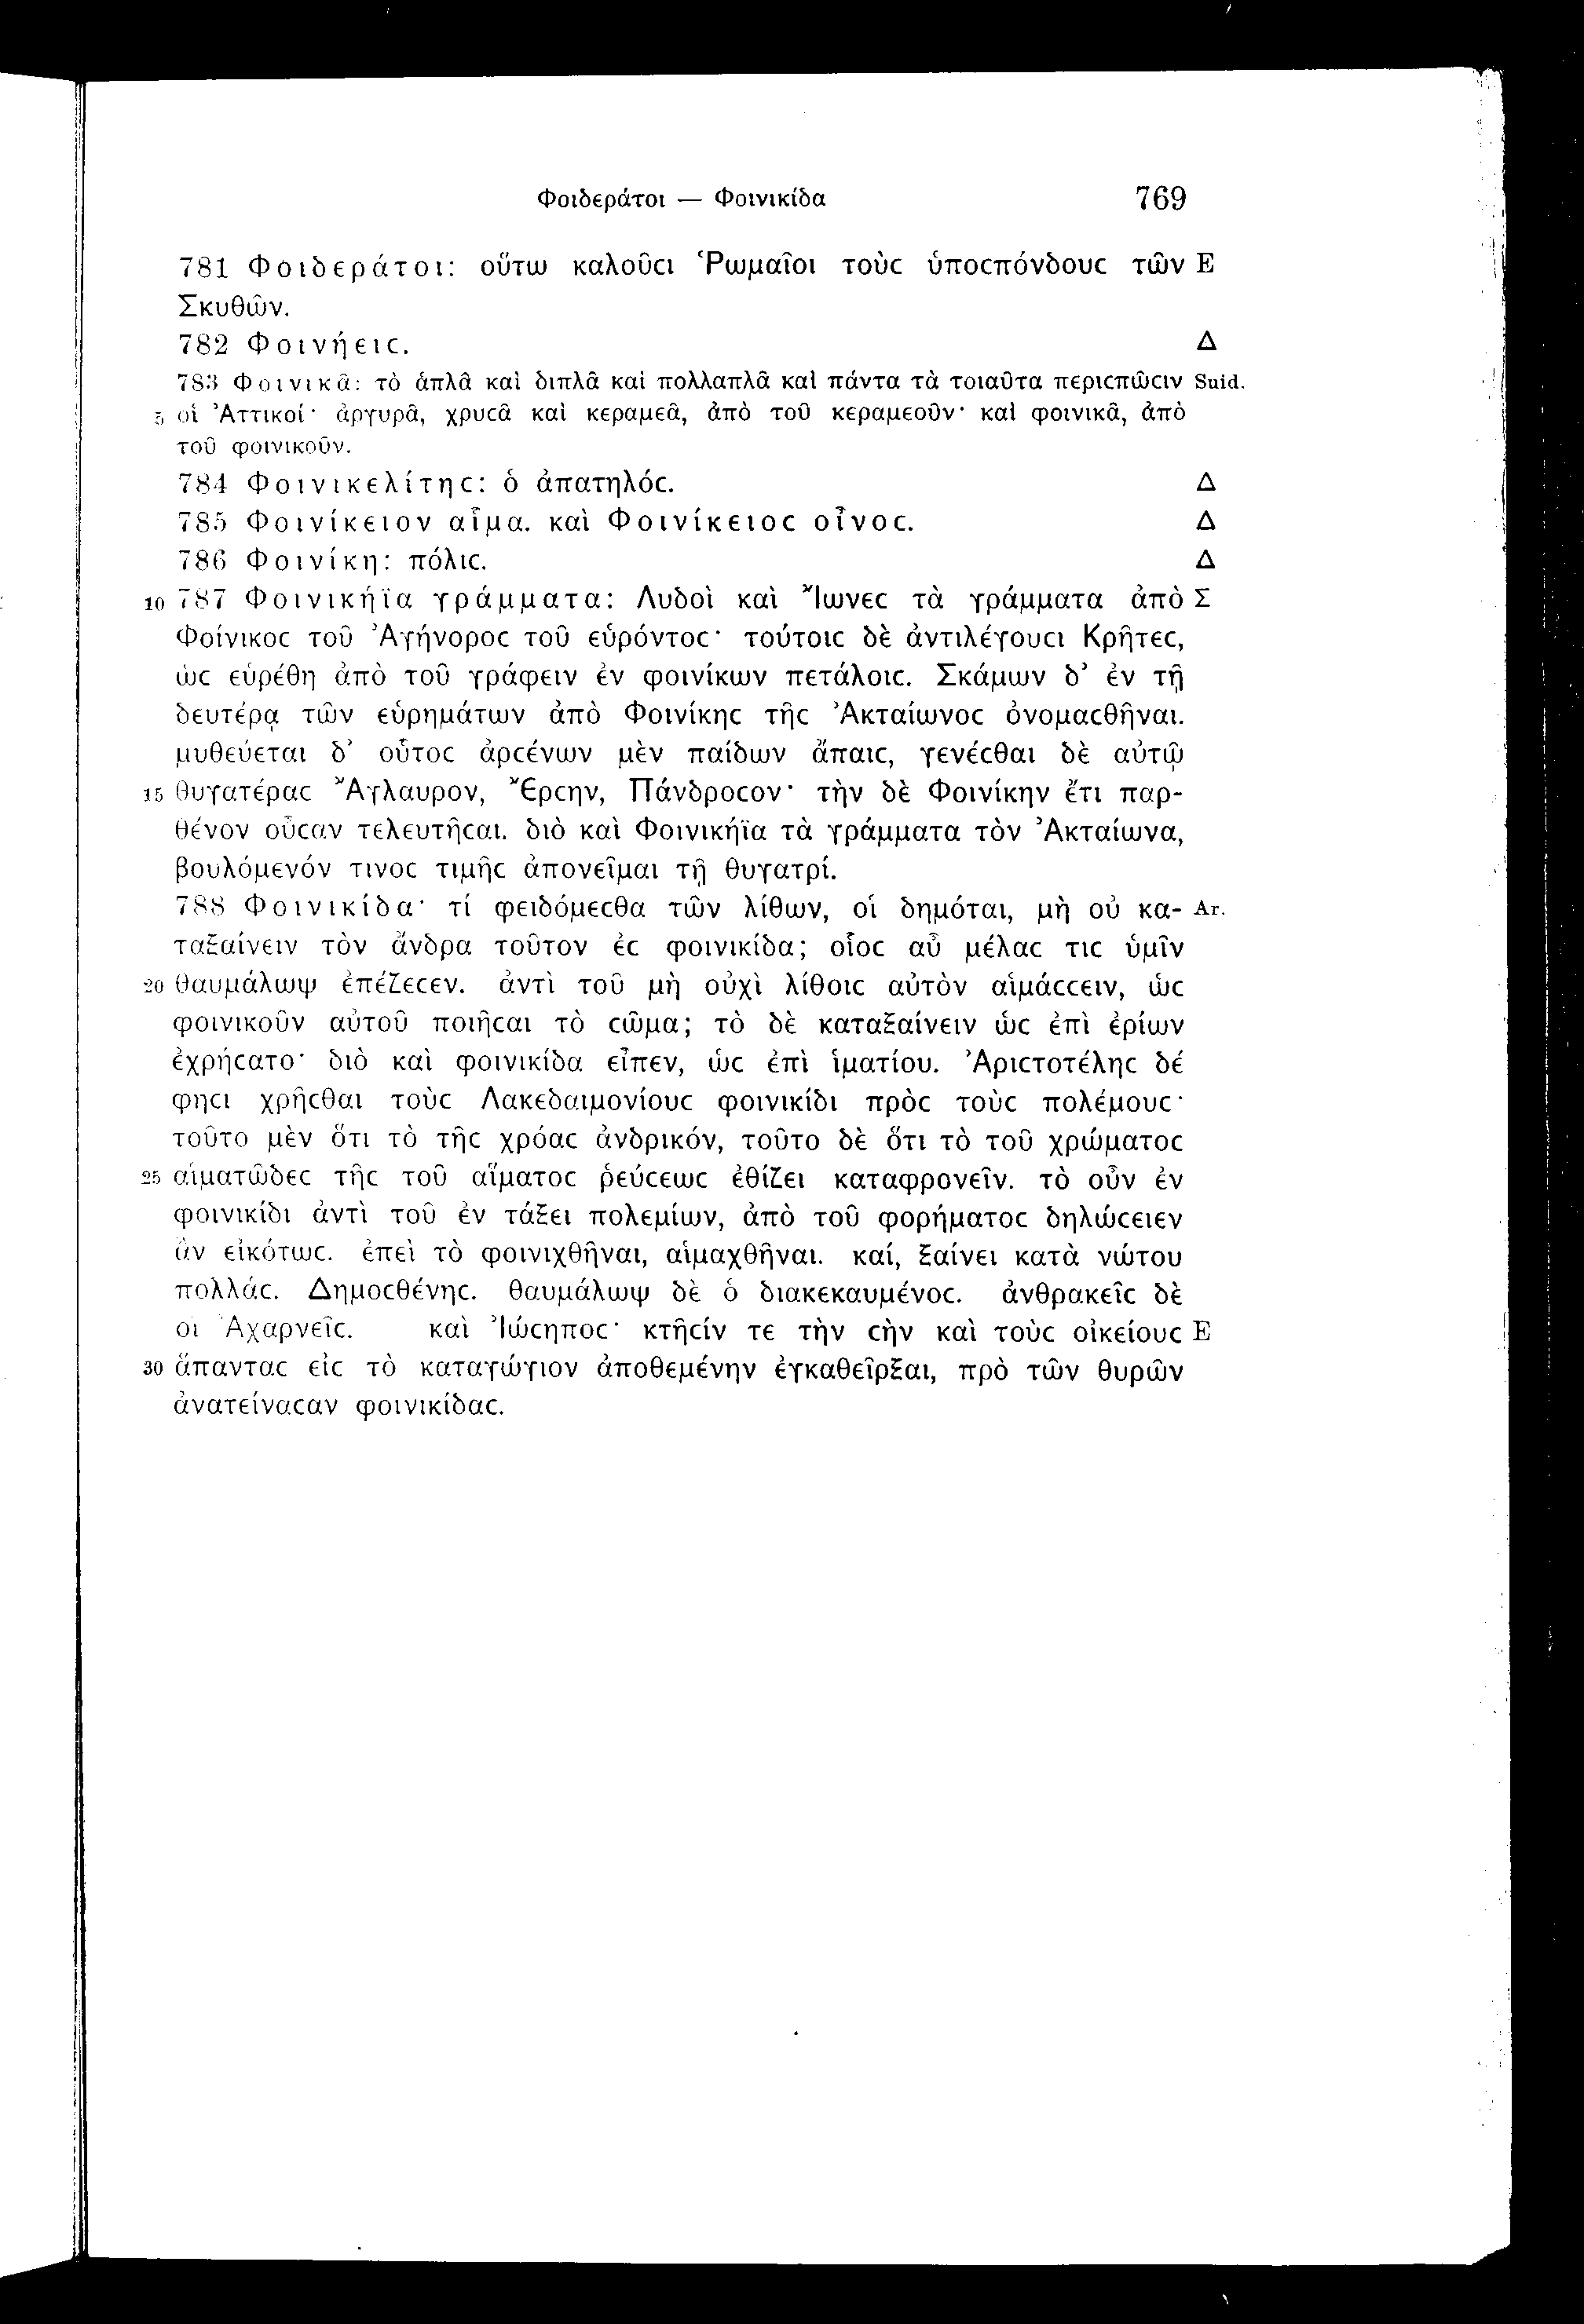 Φοιδεράτοι — Φοινικίδα 769
781 Φοιδεράτοι: οὕτω καλοῦϲι Ῥωμαῖοι τοὺϲ ὑποϲπόνδουϲ τῶν E
Σκυθῶν.
782 Φοινήειϲ. Δ
783 Φοινικᾶ: τὸ ἁπλᾶ καὶ διπλᾶ καὶ πολλαπλᾶ καὶ πάντα τὰ τοιαῦτα περιϲπῶϲιν Suid.
5 οἱ Ἀττικοί· ἀργυρᾶ, χρυϲᾶ καὶ κεραμεᾶ, ἀπὸ τοῦ κεραμεοῦν· καὶ φοινικᾶ, ἀπὸ
τοῦ φοινικοῦν.
784 Φοινικελίτηϲ: ὁ ἀπατηλόϲ. Δ
785 Φοινίκειον αἷμα. καὶ Φοινίκειοϲ οἶνοϲ. Δ
786 Φοινίκη: πόλιϲ. Δ
10 787 Φοινικήϊα γράμματα: Λυδοὶ καὶ Ἴωνεϲ τὰ γράμματα ἀπὸ Σ
Φοίνικοϲ τοῦ Ἀγήνοροϲ τοῦ εὑρόντοϲ· τούτοιϲ δὲ ἀντιλέγουϲι Κρῆτεϲ,
ὡϲ εὑρέθη ἀπὸ τοῦ γράφειν ἐν φοινίκων πετάλοιϲ. Σκάμων δ’ ἐν τῇ
δευτέρᾳ τῶν εὑρημάτων ἀπὸ Φοινίκηϲ τῆϲ Ἀκταίωνοϲ ὀνομαϲθῆναι.
μυθεύεται δ’ οὗτοϲ ἀρϲένων μὲν παίδων ἄπαιϲ, γενέϲθαι δὲ αὐτῷ
15 θυγατέραϲ Ἄγλαυρον, Ἔρϲην, Πάνδροϲον· τὴν δὲ Φοινίκην ἔτι παρ-
θένον οὖϲαν τελευτῆϲαι. διὸ καὶ Φοινικήϊα τὰ γράμματα τὸν Ἀκταίωνα,
βουλόμενόν τινοϲ τιμῆϲ ἀπονεῖμαι τῇ θυγατρί.
788 Φοινικίδα· τί φειδόμεϲθα τῶν λίθων, οἱ δημόται, μὴ οὐ κα- Ar.
ταξαίνειν τὸν ἄνδρα τοῦτον ἐϲ φοινικίδα; οἷοϲ αὖ μέλαϲ τιϲ ὑμῖν
20 θαυμάλωψ ἐπέζεϲεν. ἀντὶ τοῦ μὴ οὐχὶ λίθοιϲ αὐτὸν αἱμάϲϲειν, ὡϲ
φοινικοῦν αὐτοῦ ποιῆϲαι τὸ ϲῶμα; τὸ δὲ καταξαίνειν ὡϲ ἐπὶ ἐρίων
ἐχρήϲατο· διὸ καὶ φοινικίδα εἶπεν, ὡϲ ἐπὶ ἱματίου. Ἀριϲτοτέληϲ δέ
φηϲι χρῆϲθαι τοὺϲ Λακεδαιμονίουϲ φοινικίδι πρὸϲ τοὺϲ πολέμουϲ·
τοῦτο μὲν ὅτι τὸ τῆϲ χρόαϲ ἀνδρικόν, τοῦτο δὲ ὅτι τὸ τοῦ χρώματοϲ
25 αἱματῶδεϲ τῆϲ τοῦ αἵματοϲ ῥεύϲεωϲ ἐθίζει καταφρονεῖν. τὸ οὖν ἐν
φοινικίδι ἀντὶ τοῦ ἐν τάξει πολεμίων, ἀπὸ τοῦ φορήματοϲ δηλώϲειεν
ἂν εἰκότωϲ. ἐπεὶ τὸ φοινιχθῆναι, αἱμαχθῆναι. καί, ξαίνει κατὰ νώτου
πολλάϲ. Δημοϲθένηϲ. θαυμάλωψ δὲ ὁ διακεκαυμένοϲ. ἀνθρακεῖϲ δὲ
οἱ Ἀχαρνεῖϲ. καὶ Ἰώϲηποϲ· κτῆϲίν τε τὴν ϲὴν καὶ τοὺϲ οἰκείουϲ E
30 ἅπανταϲ εἰϲ τὸ καταγώγιον ἀποθεμένην ἐγκαθεῖρξαι, πρὸ τῶν θυρῶν
ἀνατείναϲαν φοινικίδαϲ.